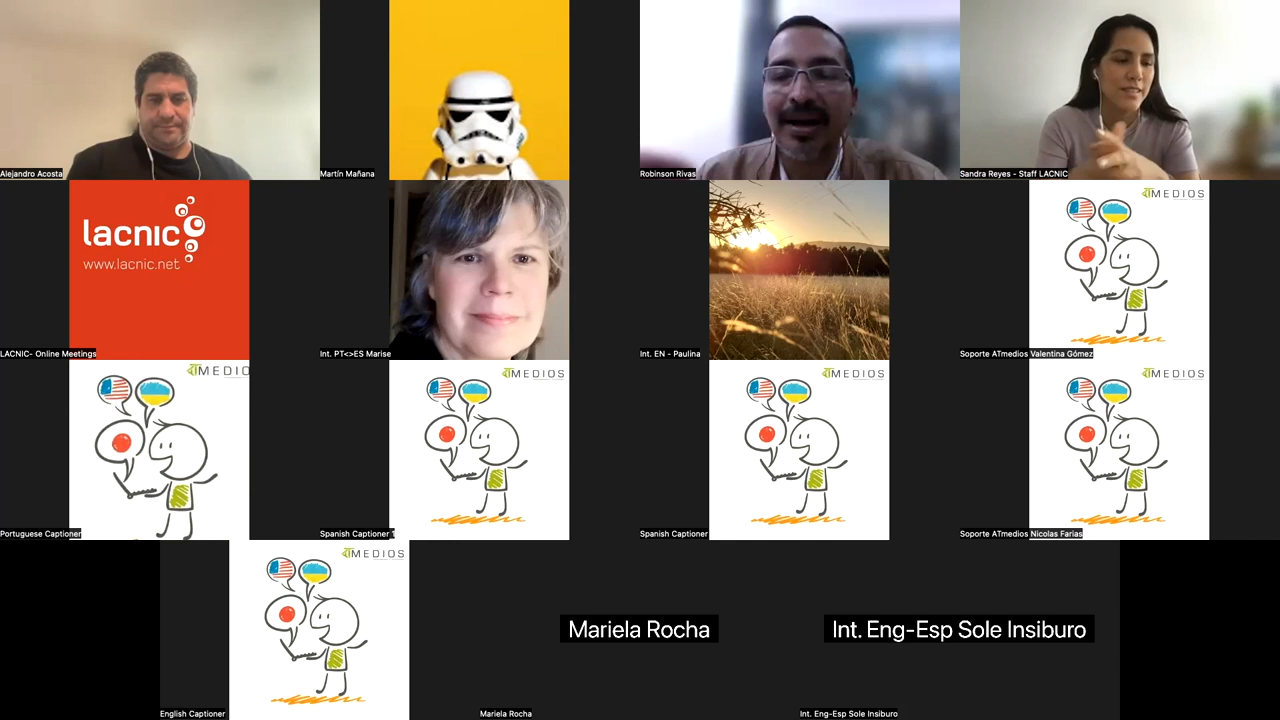 Alejandro Acosta
Martín Mañana
Robinson Rivas
Sandra Reyes - Staff LACNIC
lacnic
www.lacnic.net
LACNIC- Online Meetings
Int. PT<>ES Marise
Int. EN - Paulina
MEDIOS
Soporte ATmedios Valentina Gómez
MEDIO
Portuguese Captioner
MEDIOS
Spanish Captioner 1
MEDIOS
Spanish Captioner
MEDIOS
Soporte ATmedios Nicolas Farias
MEDIOS
English Captioner
Mariela Rocha
Mariela Rocha
Int. Eng-Esp Sole Insiburo
Int. Eng-Esp Sole Insiburo